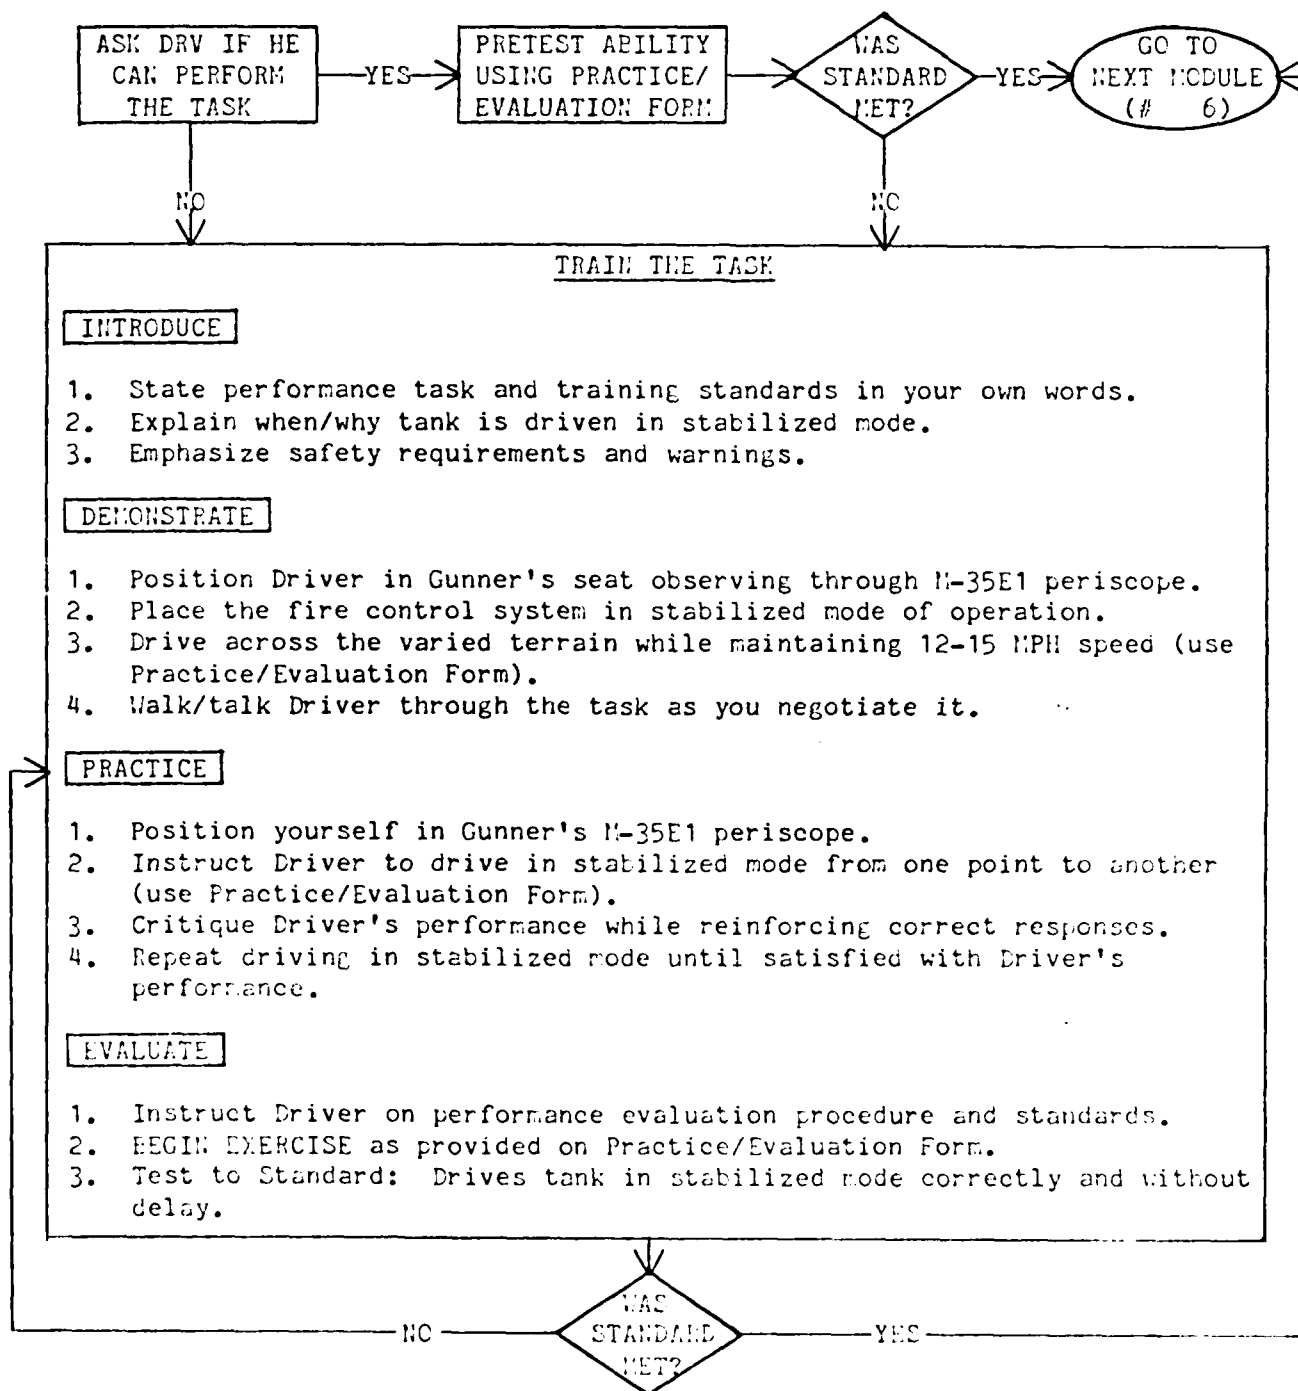 ASK DRV IF HE
CAN PERFORM
THE TASK
YES
PRETEST ABILITY
USING PRACTICE/
EVALUATION FORM
WAS
STANDARD
MET?
YES
GO TO
NEXT MODULE
(# 6)
NO
NO
TRAIN THE TASK
INTRODUCE
1. State performance task and training standards in your own words.
2. Explain when/why tank is driven in stabilized mode.
3. Emphasize safety requirements and warnings.
DEMONSTRATE
1. Position Driver in Gunner's seat observing through M-35E1 periscope.
2. Place the fire control system in stabilized mode of operation.
3. Drive across the varied terrain while maintaining 12-15 MPH speed (use
Practice/Evaluation Form).
4. Walk/talk Driver through the task as you negotiate it.
PRACTICE
1. Position yourself in Gunner's M-35E1 periscope.
2. Instruct Driver to drive in stabilized mode from one point to another
(use Practice/Evaluation Form).
3. Critique Driver's performance while reinforcing correct responses.
4. Repeat driving in stabilized mode until satisfied with Driver's
performance.
EVALUATE
1. Instruct Driver on performance evaluation procedure and standards.
2. BEGIN EXERCISE as provided on Practice/Evaluation Form.
3. Test to Standard: Drives tank in stabilized mode correctly and without
delay.
WAS
STANDARD
MET?
NO
YES